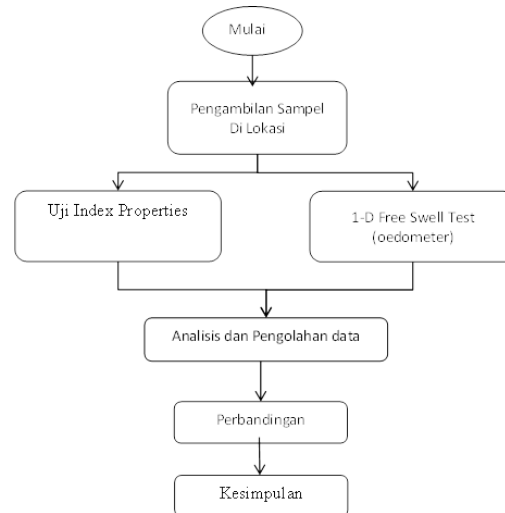 Mulai
Pengambilan Sampel
Di Lokasi
Uji Index Properties
1-D Free Swell Test
(oedometer)
Analisis dan Pengolahan data
Perbandingan
Kesimpulan